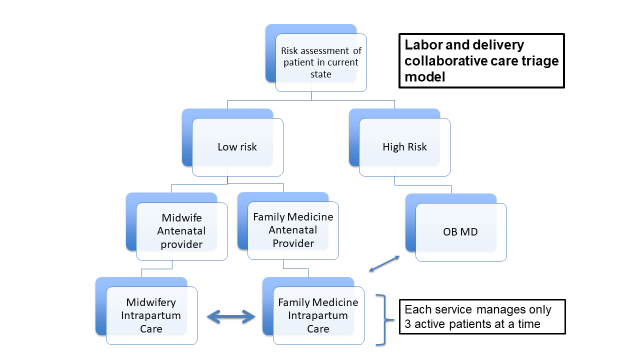 Risk assessment of
patient in current
state
Labor and delivery
collaborative care triage
model
Low risk
High Risk
Midwife
Antenatal
provider
Family Medicine
Antenatal
Provider
OB MD
Midwifery
Intrapartum
Care
Family Medicine
Intrapartum
Care
Each service manages only
3 active patients at a time